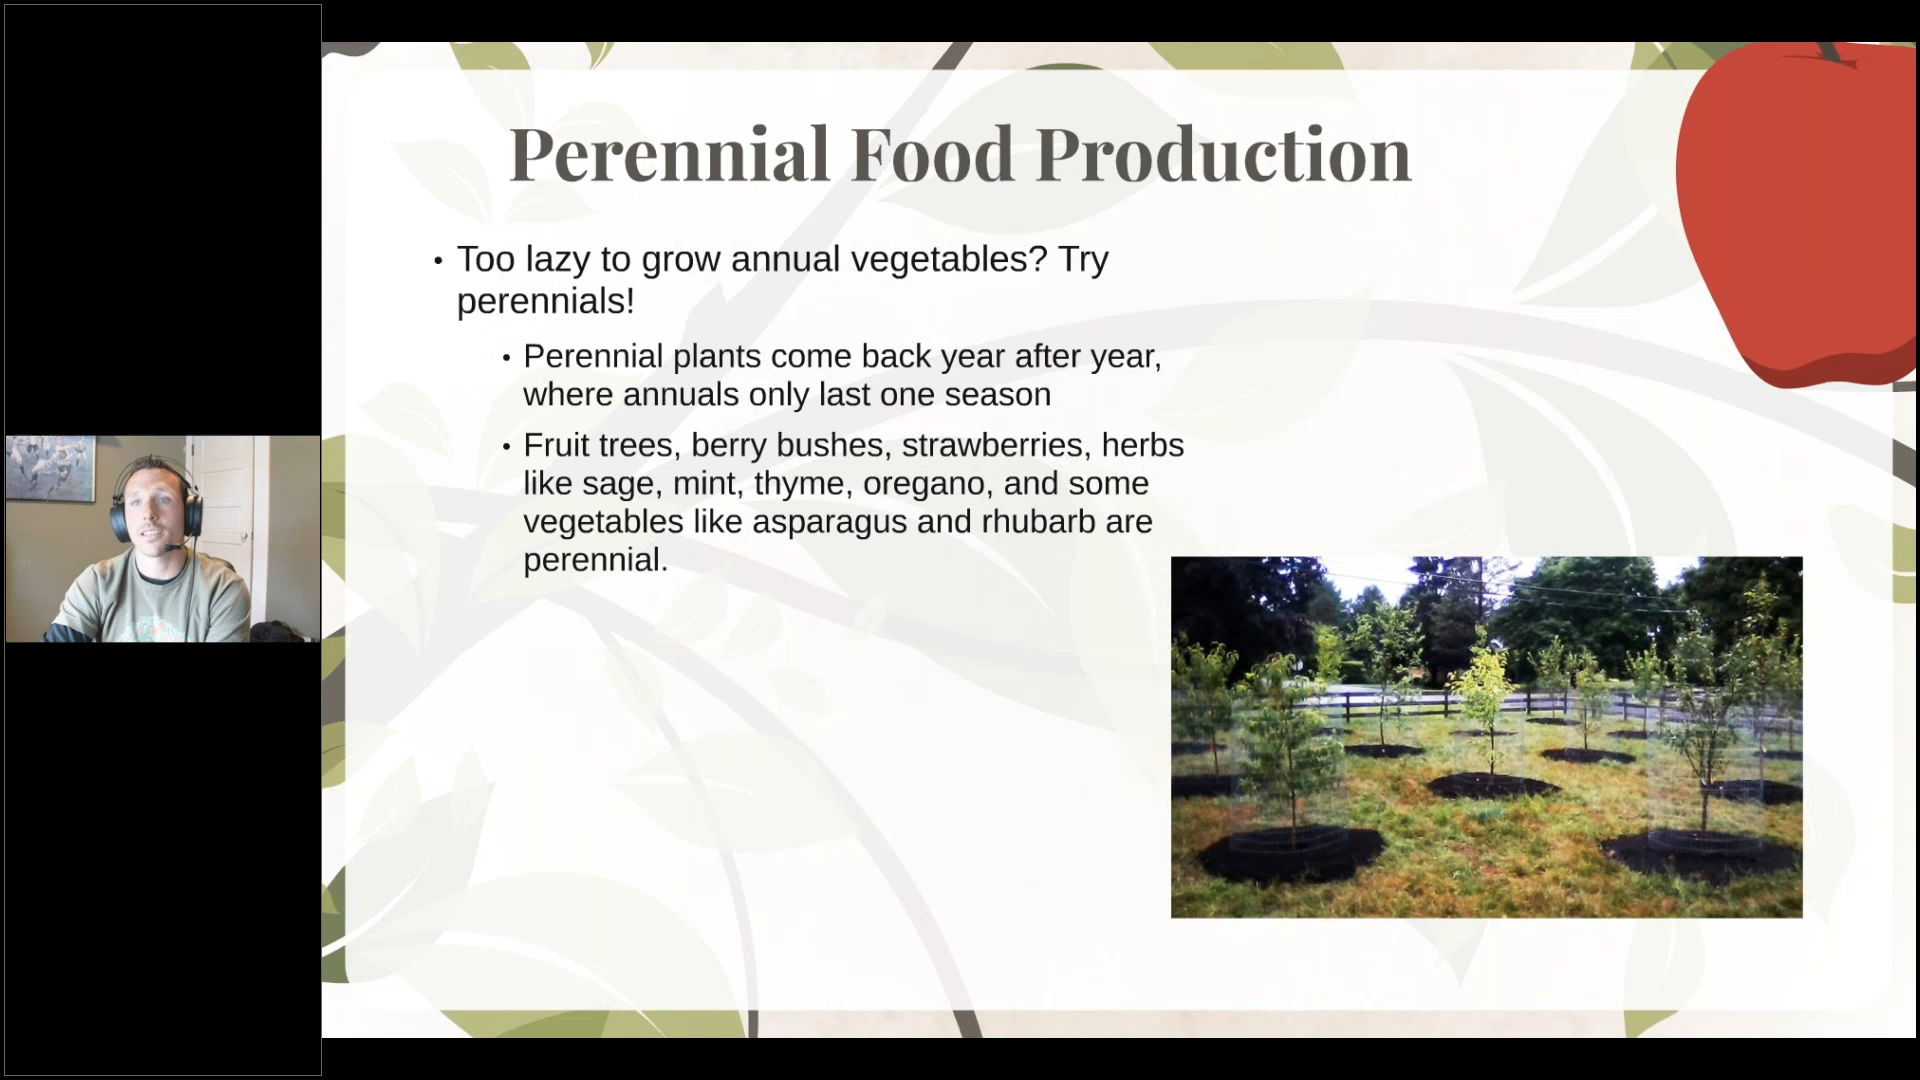 Perennial Food Production
• Too lazy to grow annual vegetables? Try
perennials!
• Perennial plants come back year after year,
where annuals only last one season
• Fruit trees, berry bushes, strawberries, herbs
like sage, mint, thyme, oregano, and some
vegetables like asparagus and rhubarb are
perennial.